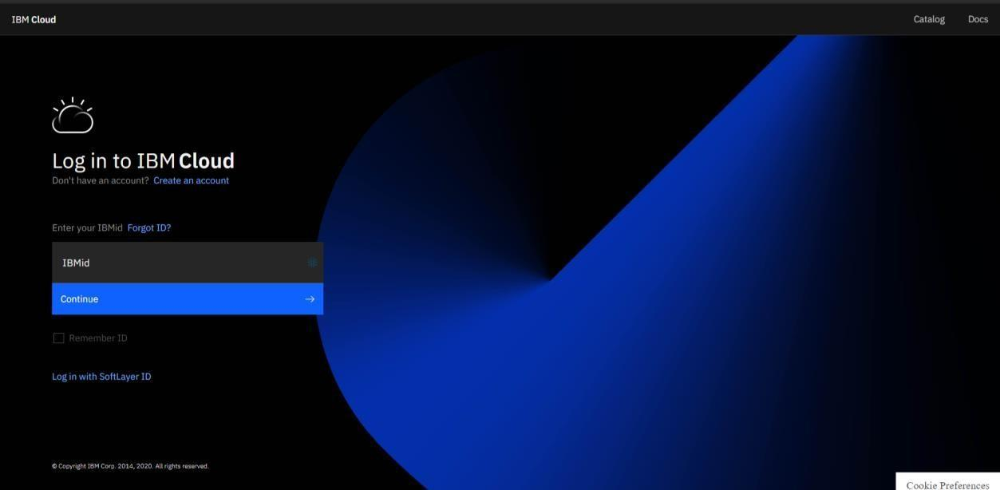 IBM Cloud
Catalog
Docs
Log in to IBM Cloud
Don't have an account? Create an account
Enter your IBMid Forgot ID?
IBMid
Continue →
Remember ID
Log in with SoftLayer ID
© Copyright IBM Corp. 2014, 2020. All rights reserved.
Cookie Preferences